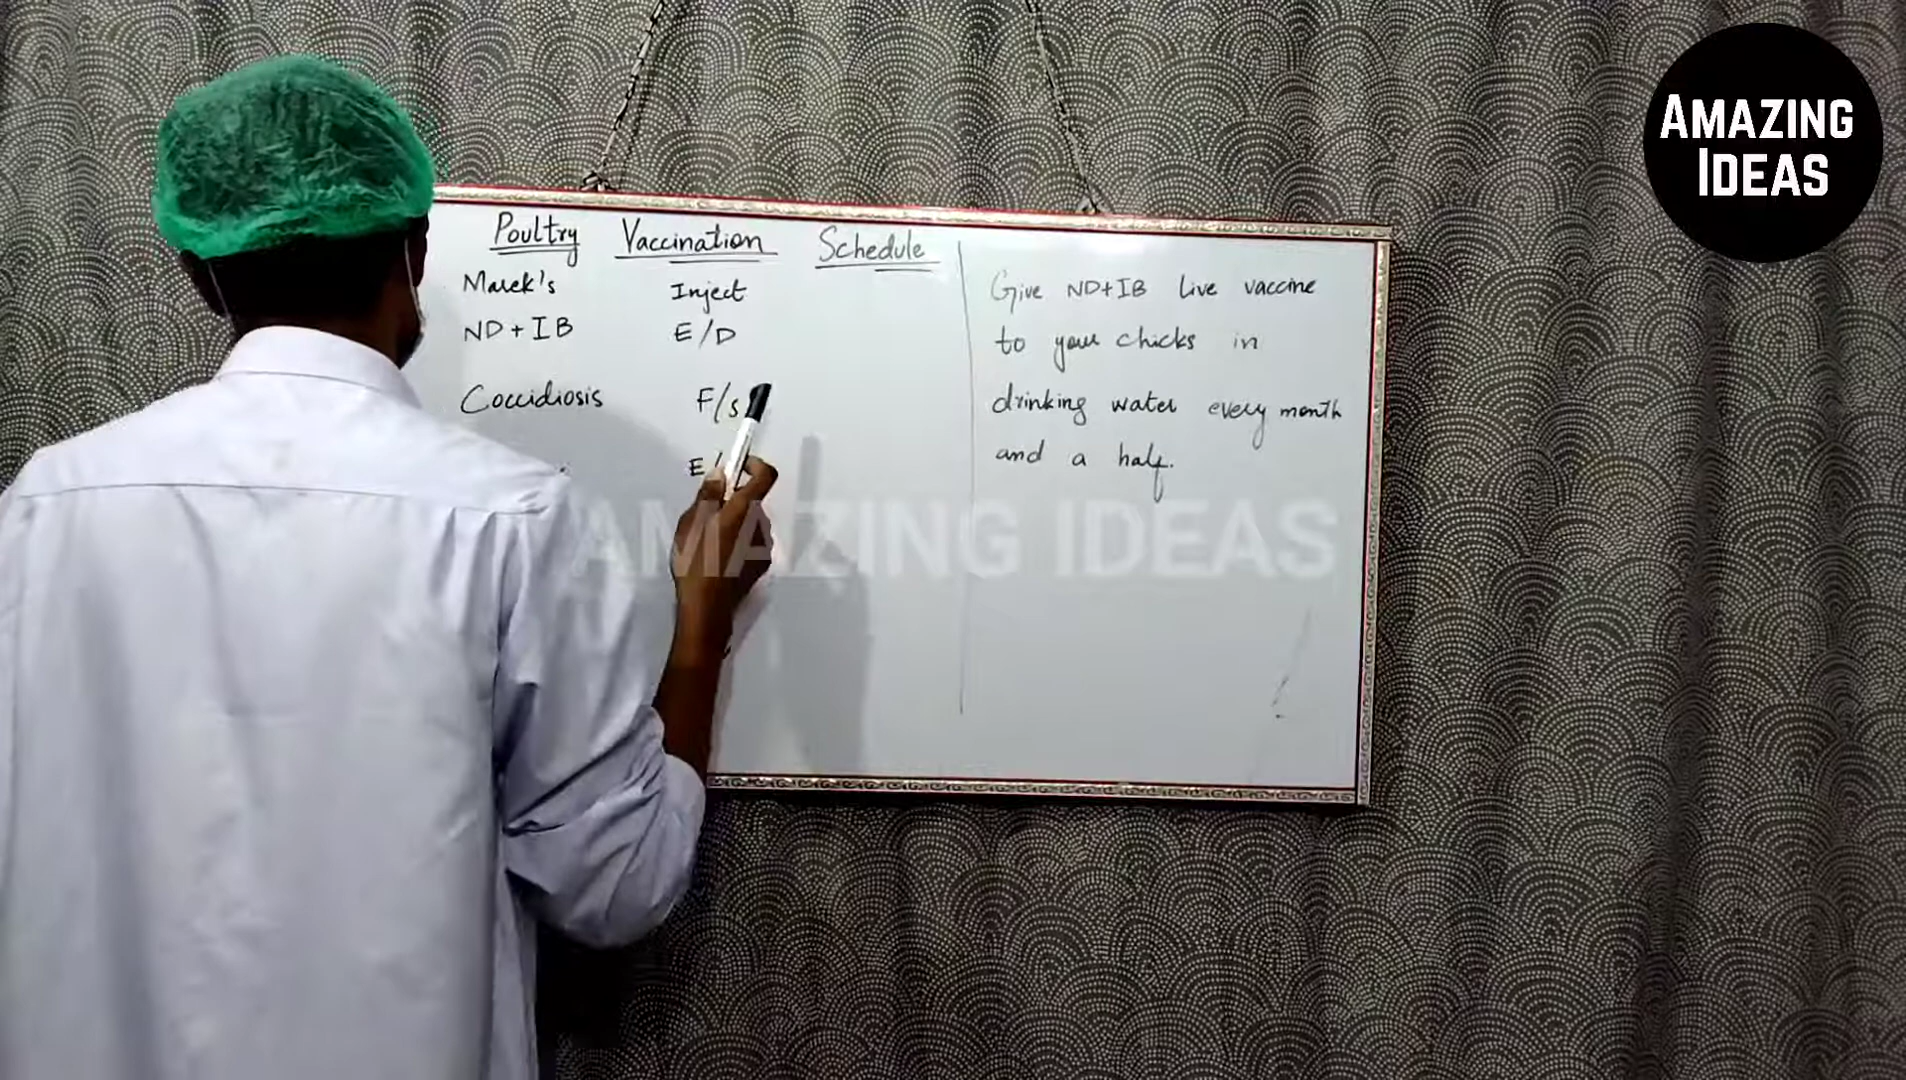 AMAZING
IDEAS
Poultry Vaccination Schedule
Marek's Inject
ND + IB E/D
Coccidiosis F/s
E/
Give ND+IB Live vaccine
to your chicks in
drinking water every month
and a half.
AMAZING IDEAS